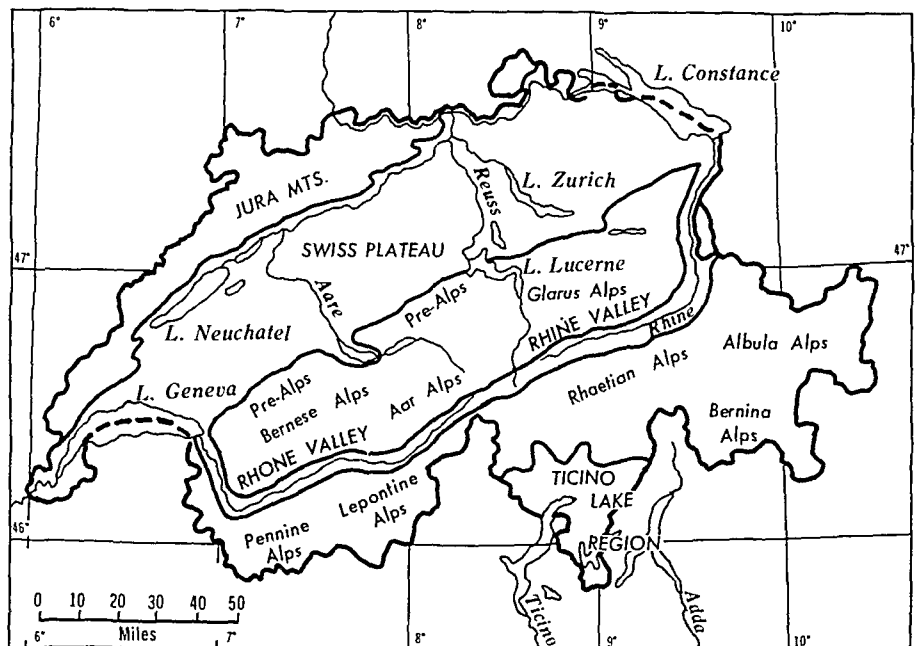 6°
7°
8°
9°
10°
L. Constance
JURA MTS.
Reuss
L. Zurich
SWISS PLATEAU
47°
47°
L. Lucerne
Aare
Pre-Alps
Glarus Alps
L. Neuchatel
RHINE VALLEY
Rhine
Albula Alps
L. Geneva
Pre-Alps
Bernese Alps
Aar Alps
Rhaetian Alps
Bernina
Alps
RHONE VALLEY
Lepontine
Alps
TICINO
LAKE
REGION
46°
Pennine
Alps
Ticino
Adda
0 10 20 30 40 50
Miles
6°
7°
8°
9°
10°